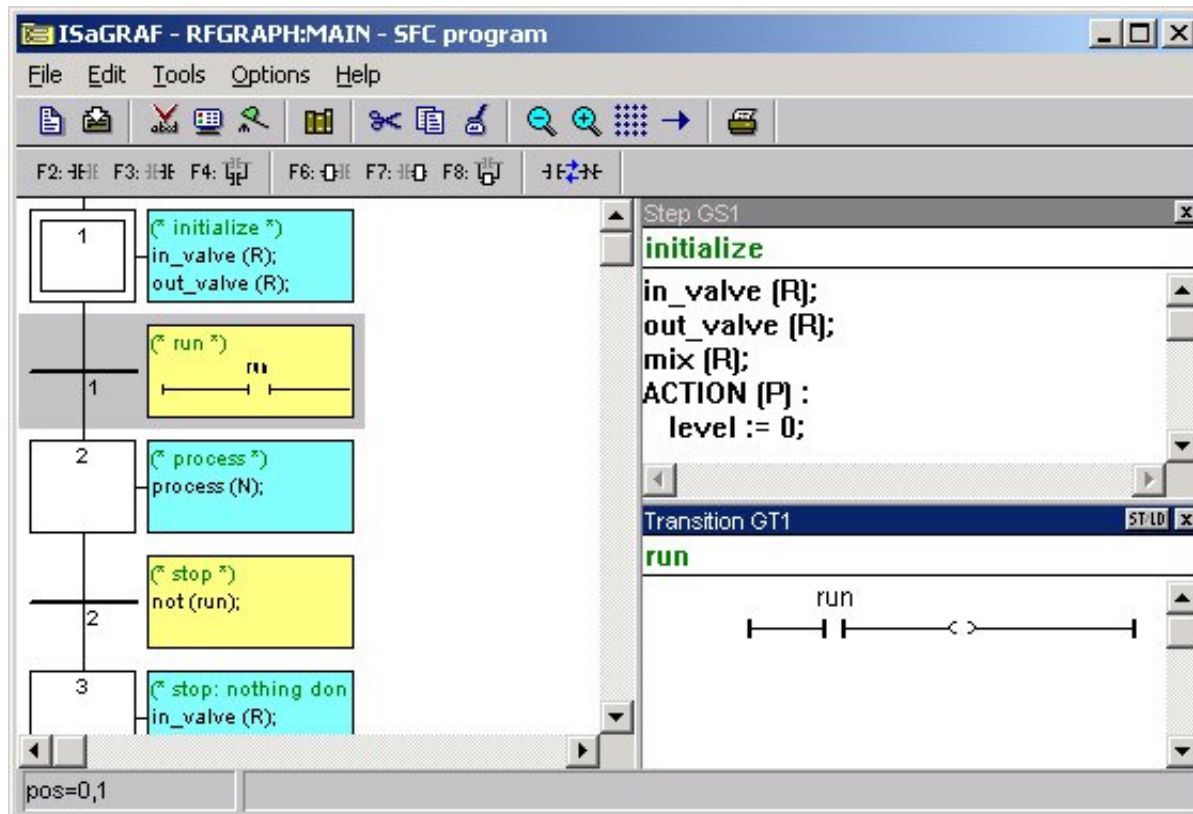 ISaGRAF - RFGRAPH:MAIN - SFC program
File Edit Tools Options Help
abcd
F2: F3: F4: F6: F7: F8:
1
(* initialize *)
in_valve (R);
out_valve (R);
(* run *)
run
1
2
(* process *)
process (N);
(* stop *)
not (run);
2
3
(* stop: nothing don
in_valve (R);
Step GS1
initialize
in_valve (R);
out_valve (R);
mix (R);
ACTION (P) :
level := 0;
Transition GT1 ST/LD
run
run
pos=0,1